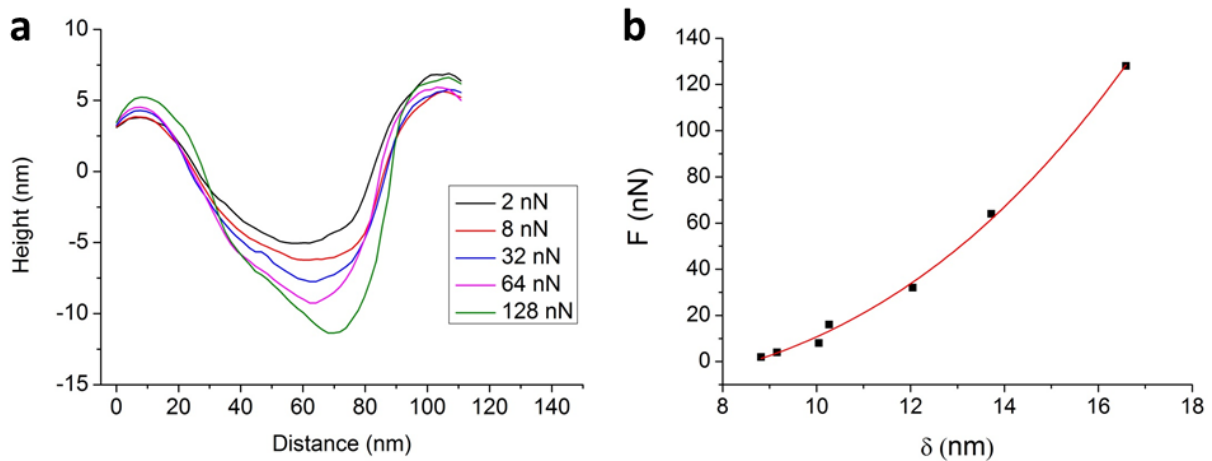 a
10
5
0
-5
-10
-15
Height (nm)
0 20 40 60 80 100 120 140
Distance (nm)
2 nN
8 nN
32 nN
64 nN
128 nN
b
140
120
100
80
60
40
20
0
F (nN)
8 10 12 14 16 18
δ (nm)